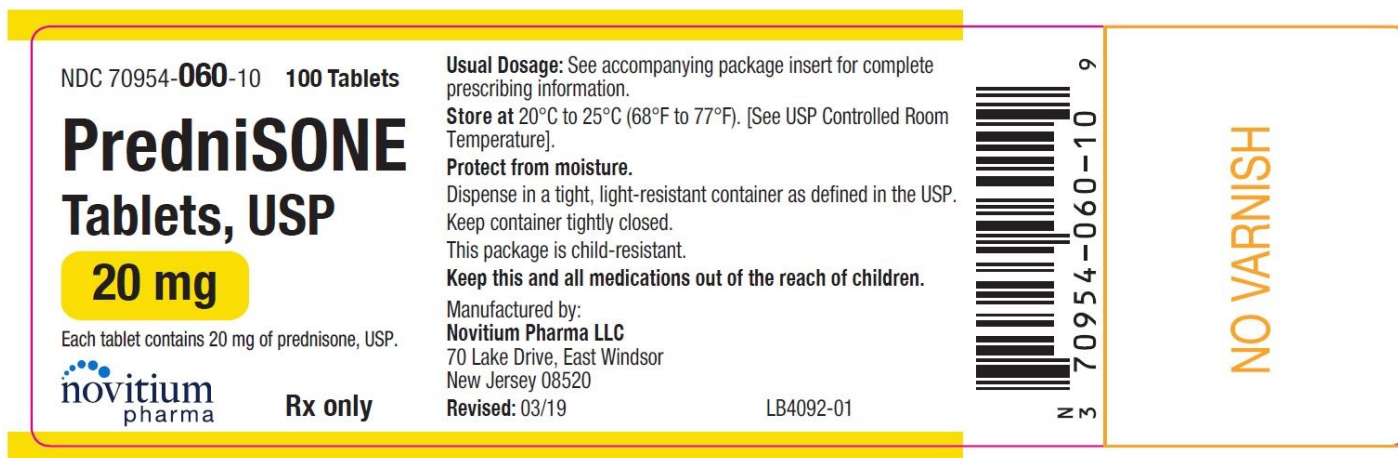 NDC 70954-060-10 100 Tablets
PredniSONE
Tablets, USP
20 mg
Each tablet contains 20 mg of prednisone, USP.
novitium
pharma
Rx only
Usual Dosage: See accompanying package insert for complete
prescribing information.
Store at 20°C to 25°C (68°F to 77°F). [See USP Controlled Room
Temperature].
Protect from moisture.
Dispense in a tight, light-resistant container as defined in the USP.
Keep container tightly closed.
This package is child-resistant.
Keep this and all medications out of the reach of children.
Manufactured by:
Novitium Pharma LLC
70 Lake Drive, East Windsor
New Jersey 08520
Revised: 03/19 LB4092-01
N
3 70954-060-10 9
NO VARNISH